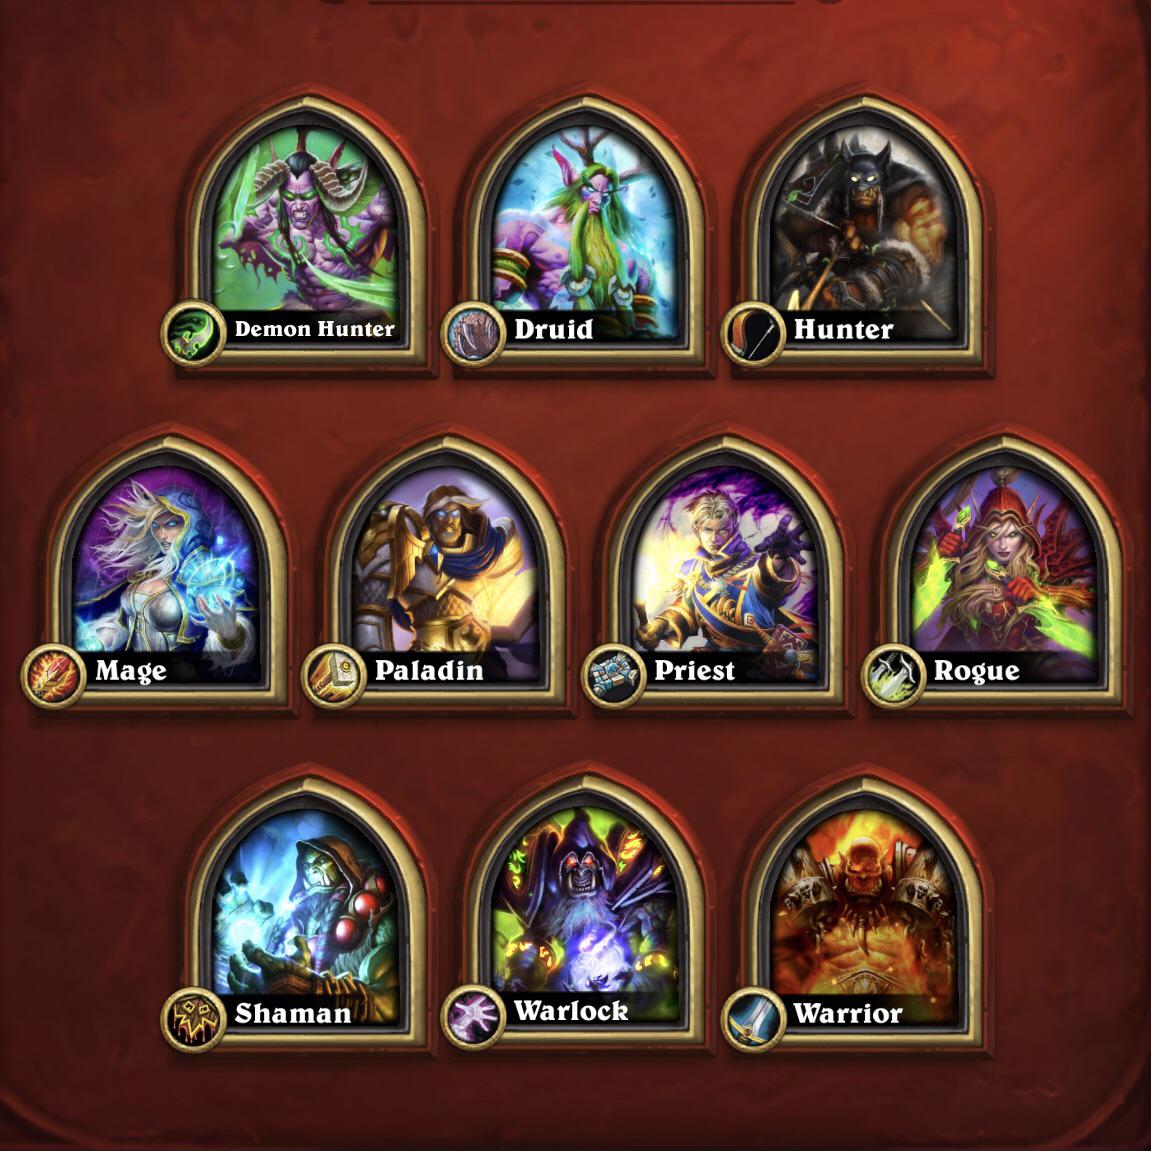 Demon Hunter
Druid
Hunter
Mage
Paladin
Priest
Rogue
Shaman
Warlock
Warrior